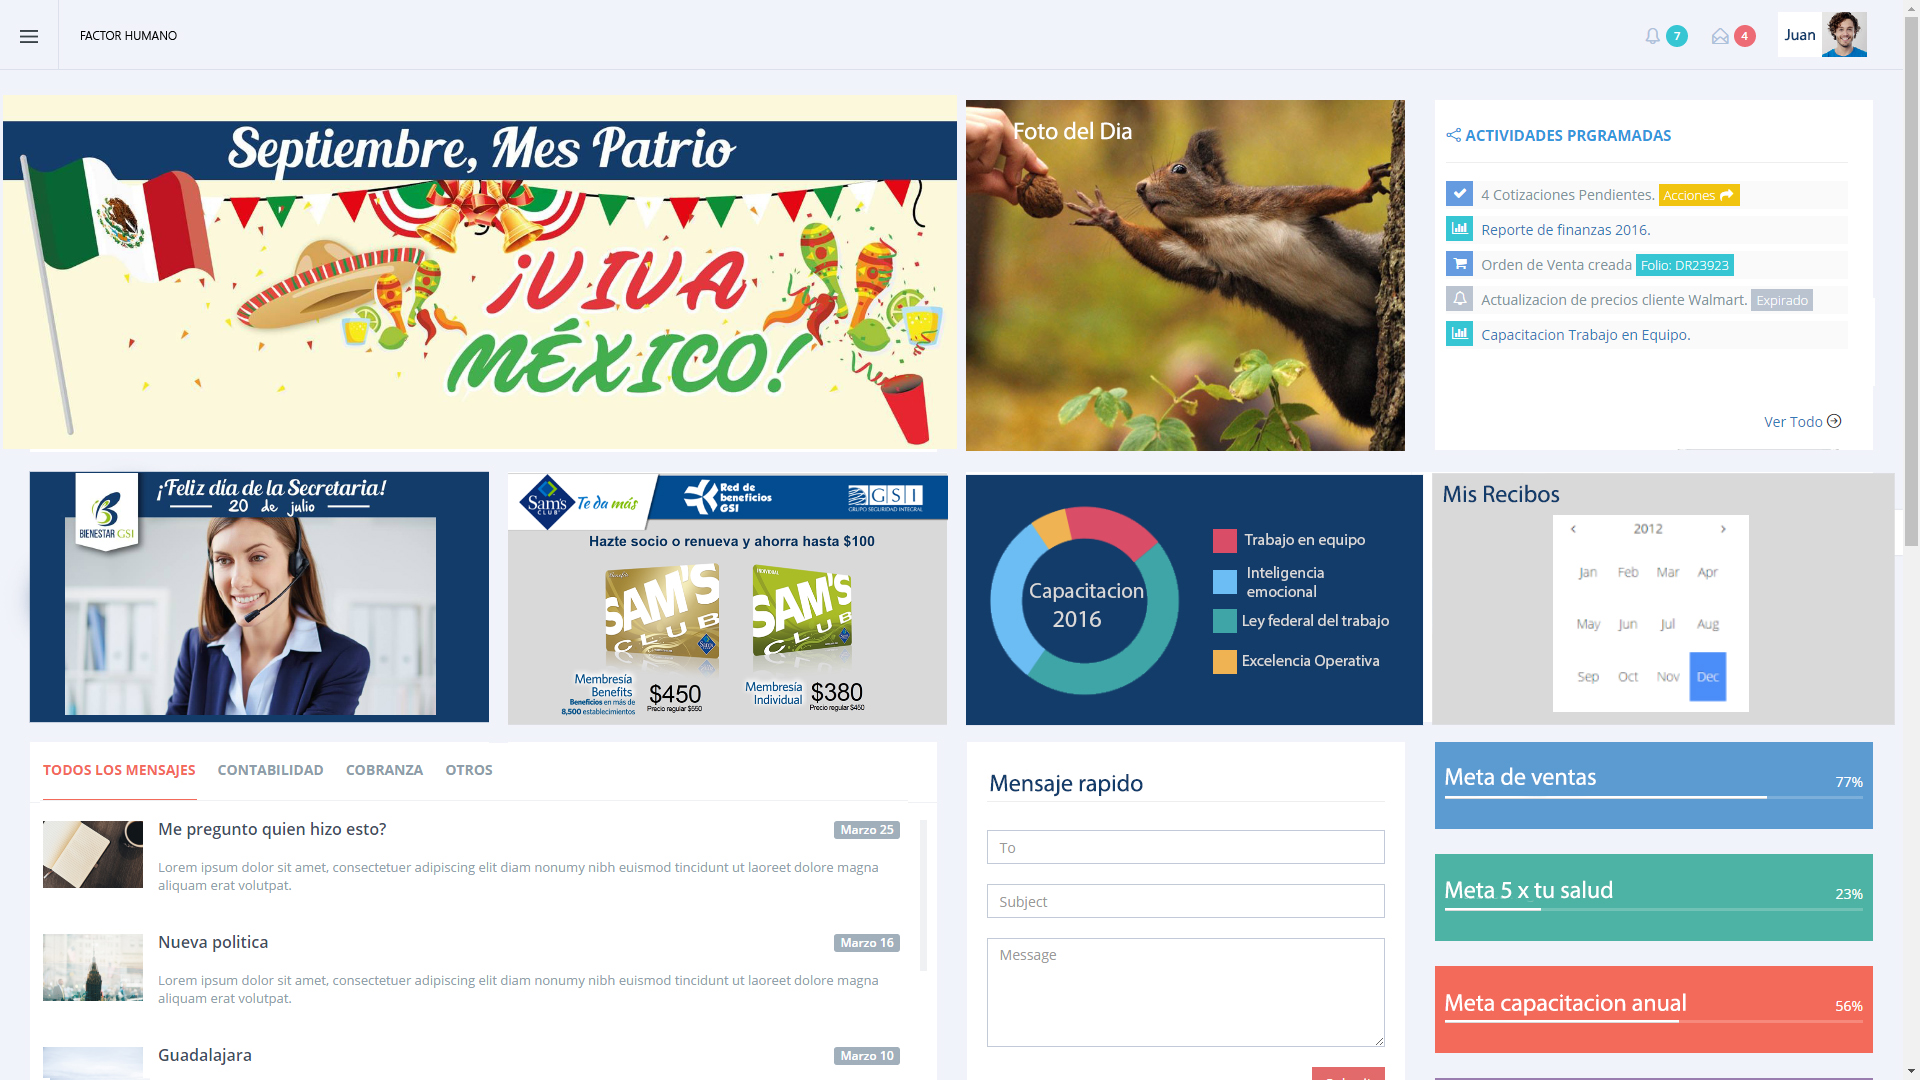 FACTOR HUMANO
7
4
Juan
Septiembre, Mes Patrio
¡VIVA
MÉXICO!
Foto del Dia
ACTIVIDADES PRGRAMADAS
4 Cotizaciones Pendientes. Acciones
Reporte de finanzas 2016.
Orden de Venta creada Folio: DR23923
Actualizacion de precios cliente Walmart. Expirado
Capacitacion Trabajo en Equipo.
Ver Todo
¡Feliz día de la Secretaria!
20 de julio
BIENESTAR GSI
Sam's
CLUB
Te da más
Red de
beneficios
GSI
GSI
GRUPO SEGURIDAD INTEGRAL
Hazte socio o renueva y ahorra hasta $100
SAM'S
CLUB
INDIVIDUAL
SAM'S
CLUB
Membresía
Benefits
Beneficios en más de
8,500 establecimientos
$450
Precio regular $550
Membresía
Individual
$380
Precio regular $450
Capacitacion
2016
Trabajo en equipo
Inteligencia
emocional
Ley federal del trabajo
Excelencia Operativa
Mis Recibos
2012
Jan Feb Mar Apr
May Jun Jul Aug
Sep Oct Nov Dec
TODOS LOS MENSAJES CONTABILIDAD COBRANZA OTROS
Me pregunto quien hizo esto? Marzo 25
Lorem ipsum dolor sit amet, consectetuer adipiscing elit diam nonumy nibh euismod tincidunt ut laoreet dolore magna
aliquam erat volutpat.
Nueva politica Marzo 16
Lorem ipsum dolor sit amet, consectetuer adipiscing elit diam nonumy nibh euismod tincidunt ut laoreet dolore magna
aliquam erat volutpat.
Guadalajara Marzo 10
Mensaje rapido
To
Subject
Message
Meta de ventas 77%
Meta 5 x tu salud 23%
Meta capacitacion anual 56%